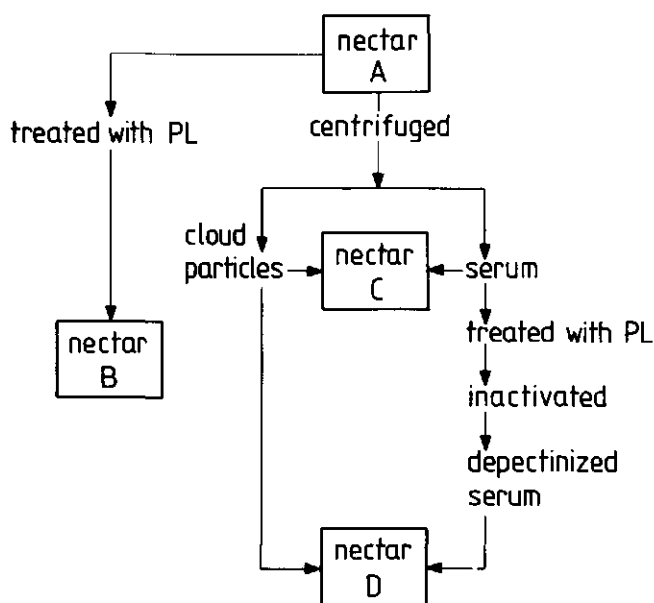 nectar
A
treated with PL
centrifuged
cloud
particles
nectar
C
serum
nectar
B
treated with PL
inactivated
depectinized
serum
nectar
D